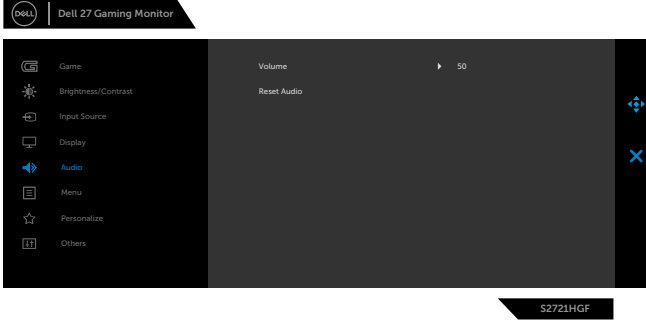 DELL Dell 27 Gaming Monitor
Game
Volume 50
Brightness/Contrast
Reset Audio
Input Source
Display
Audio
Menu
Personalize
Others
S2721HGF